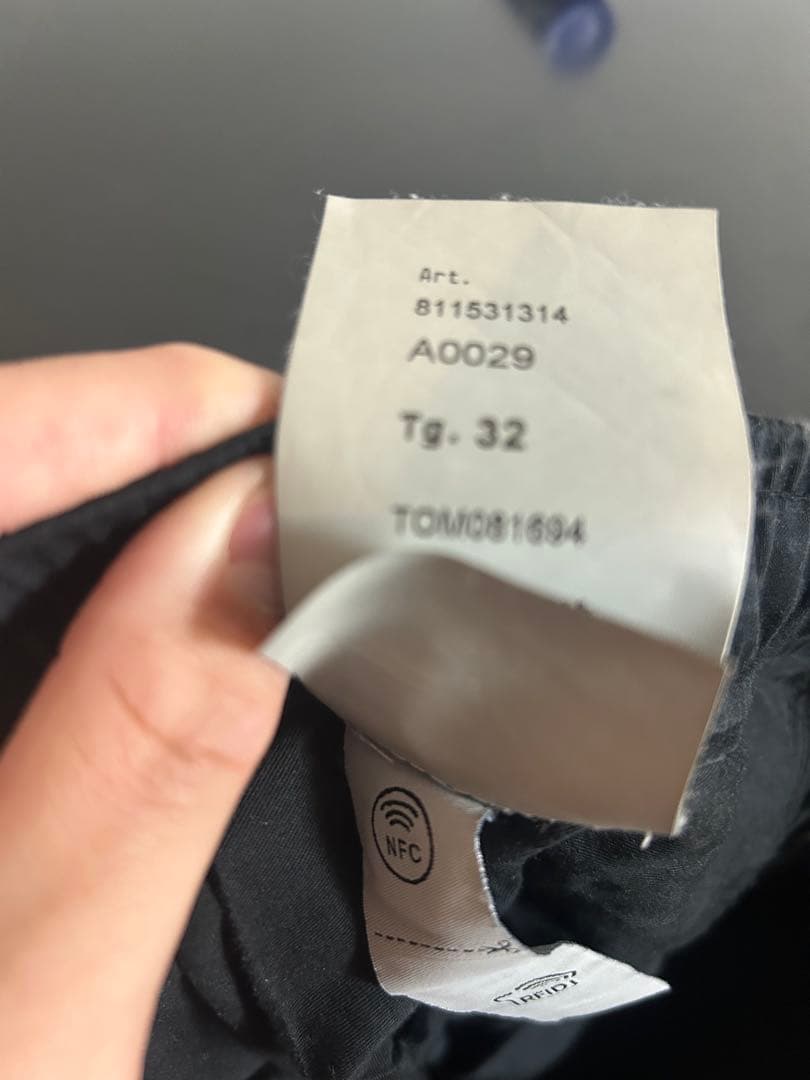 Art.
811531314
A0029
Tg. 32
TOM081694
NFC
RFID